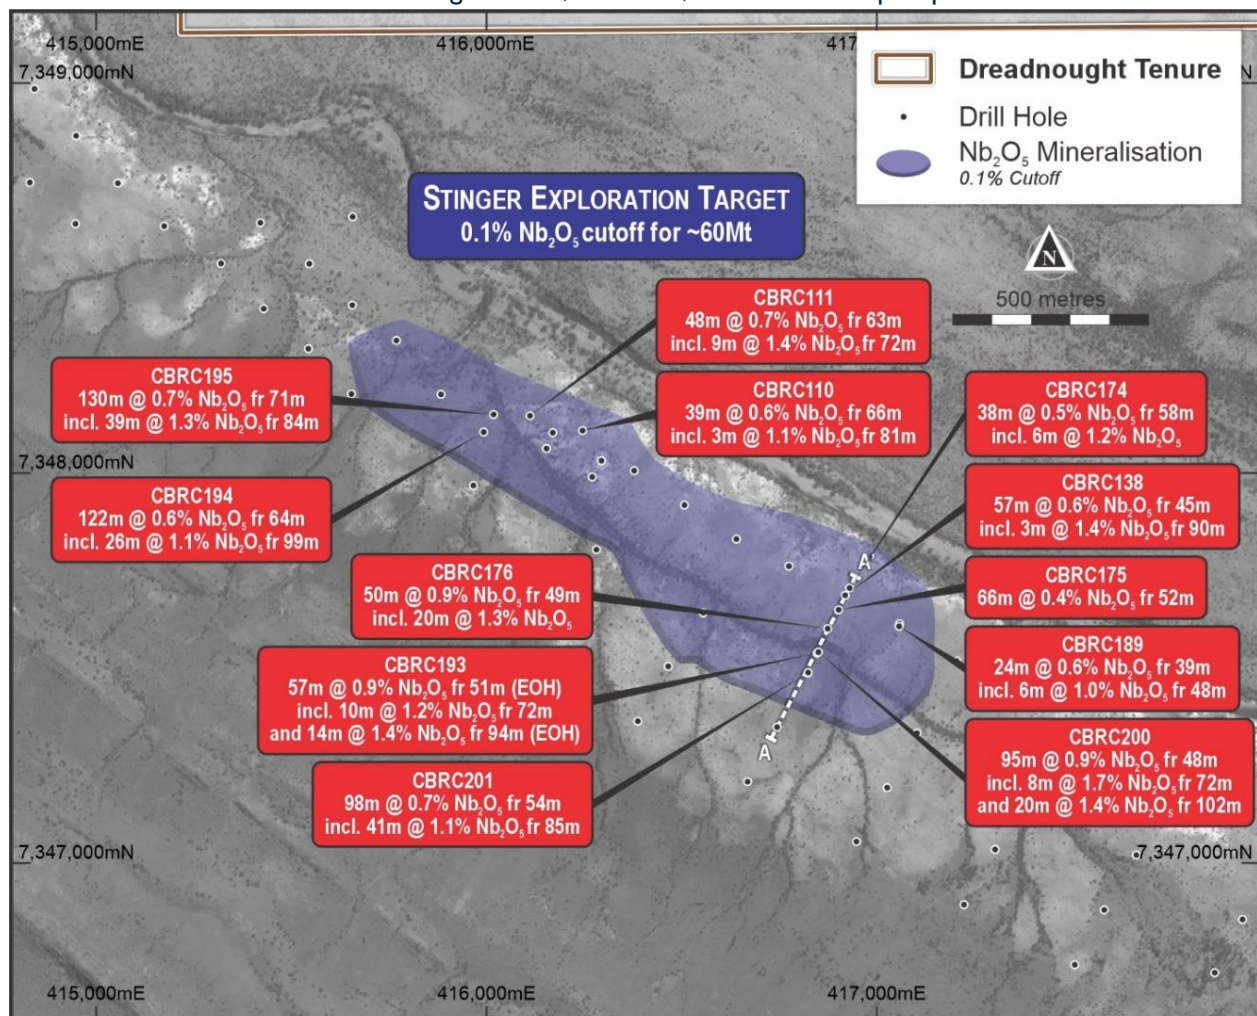 415,000mE
416,000mE
7,349,000mN
Dreadnought Tenure
Drill Hole
Nb₂O₅ Mineralisation
0.1% Cutoff
STINGER EXPLORATION TARGET
0.1% Nb₂O₅ cutoff for ~60Mt
N
500 metres
CBRC111
48m @ 0.7% Nb₂O₅ fr 63m
incl. 9m @ 1.4% Nb₂O₅ fr 72m
CBRC195
130m @ 0.7% Nb₂O₅ fr 71m
incl. 39m @ 1.3% Nb₂O₅ fr 84m
CBRC110
39m @ 0.6% Nb₂O₅ fr 66m
incl. 3m @ 1.1% Nb₂O₅ fr 81m
CBRC174
38m @ 0.5% Nb₂O₅ fr 58m
incl. 6m @ 1.2% Nb₂O₅
7,348,000mN
CBRC194
122m @ 0.6% Nb₂O₅ fr 64m
incl. 26m @ 1.1% Nb₂O₅ fr 99m
CBRC138
57m @ 0.6% Nb₂O₅ fr 45m
incl. 3m @ 1.4% Nb₂O₅ fr 90m
A'
CBRC176
50m @ 0.9% Nb₂O₅ fr 49m
incl. 20m @ 1.3% Nb₂O₅
CBRC175
66m @ 0.4% Nb₂O₅ fr 52m
CBRC189
24m @ 0.6% Nb₂O₅ fr 39m
incl. 6m @ 1.0% Nb₂O₅ fr 48m
CBRC193
57m @ 0.9% Nb₂O₅ fr 51m (EOH)
incl. 10m @ 1.2% Nb₂O₅ fr 72m
and 14m @ 1.4% Nb₂O₅ fr 94m (EOH)
A
CBRC200
95m @ 0.9% Nb₂O₅ fr 48m
incl. 8m @ 1.7% Nb₂O₅ fr 72m
and 20m @ 1.4% Nb₂O₅ fr 102m
CBRC201
98m @ 0.7% Nb₂O₅ fr 54m
incl. 41m @ 1.1% Nb₂O₅ fr 85m
7,347,000mN
7,347,000mN
415,000mE
416,000mE
417,000mE